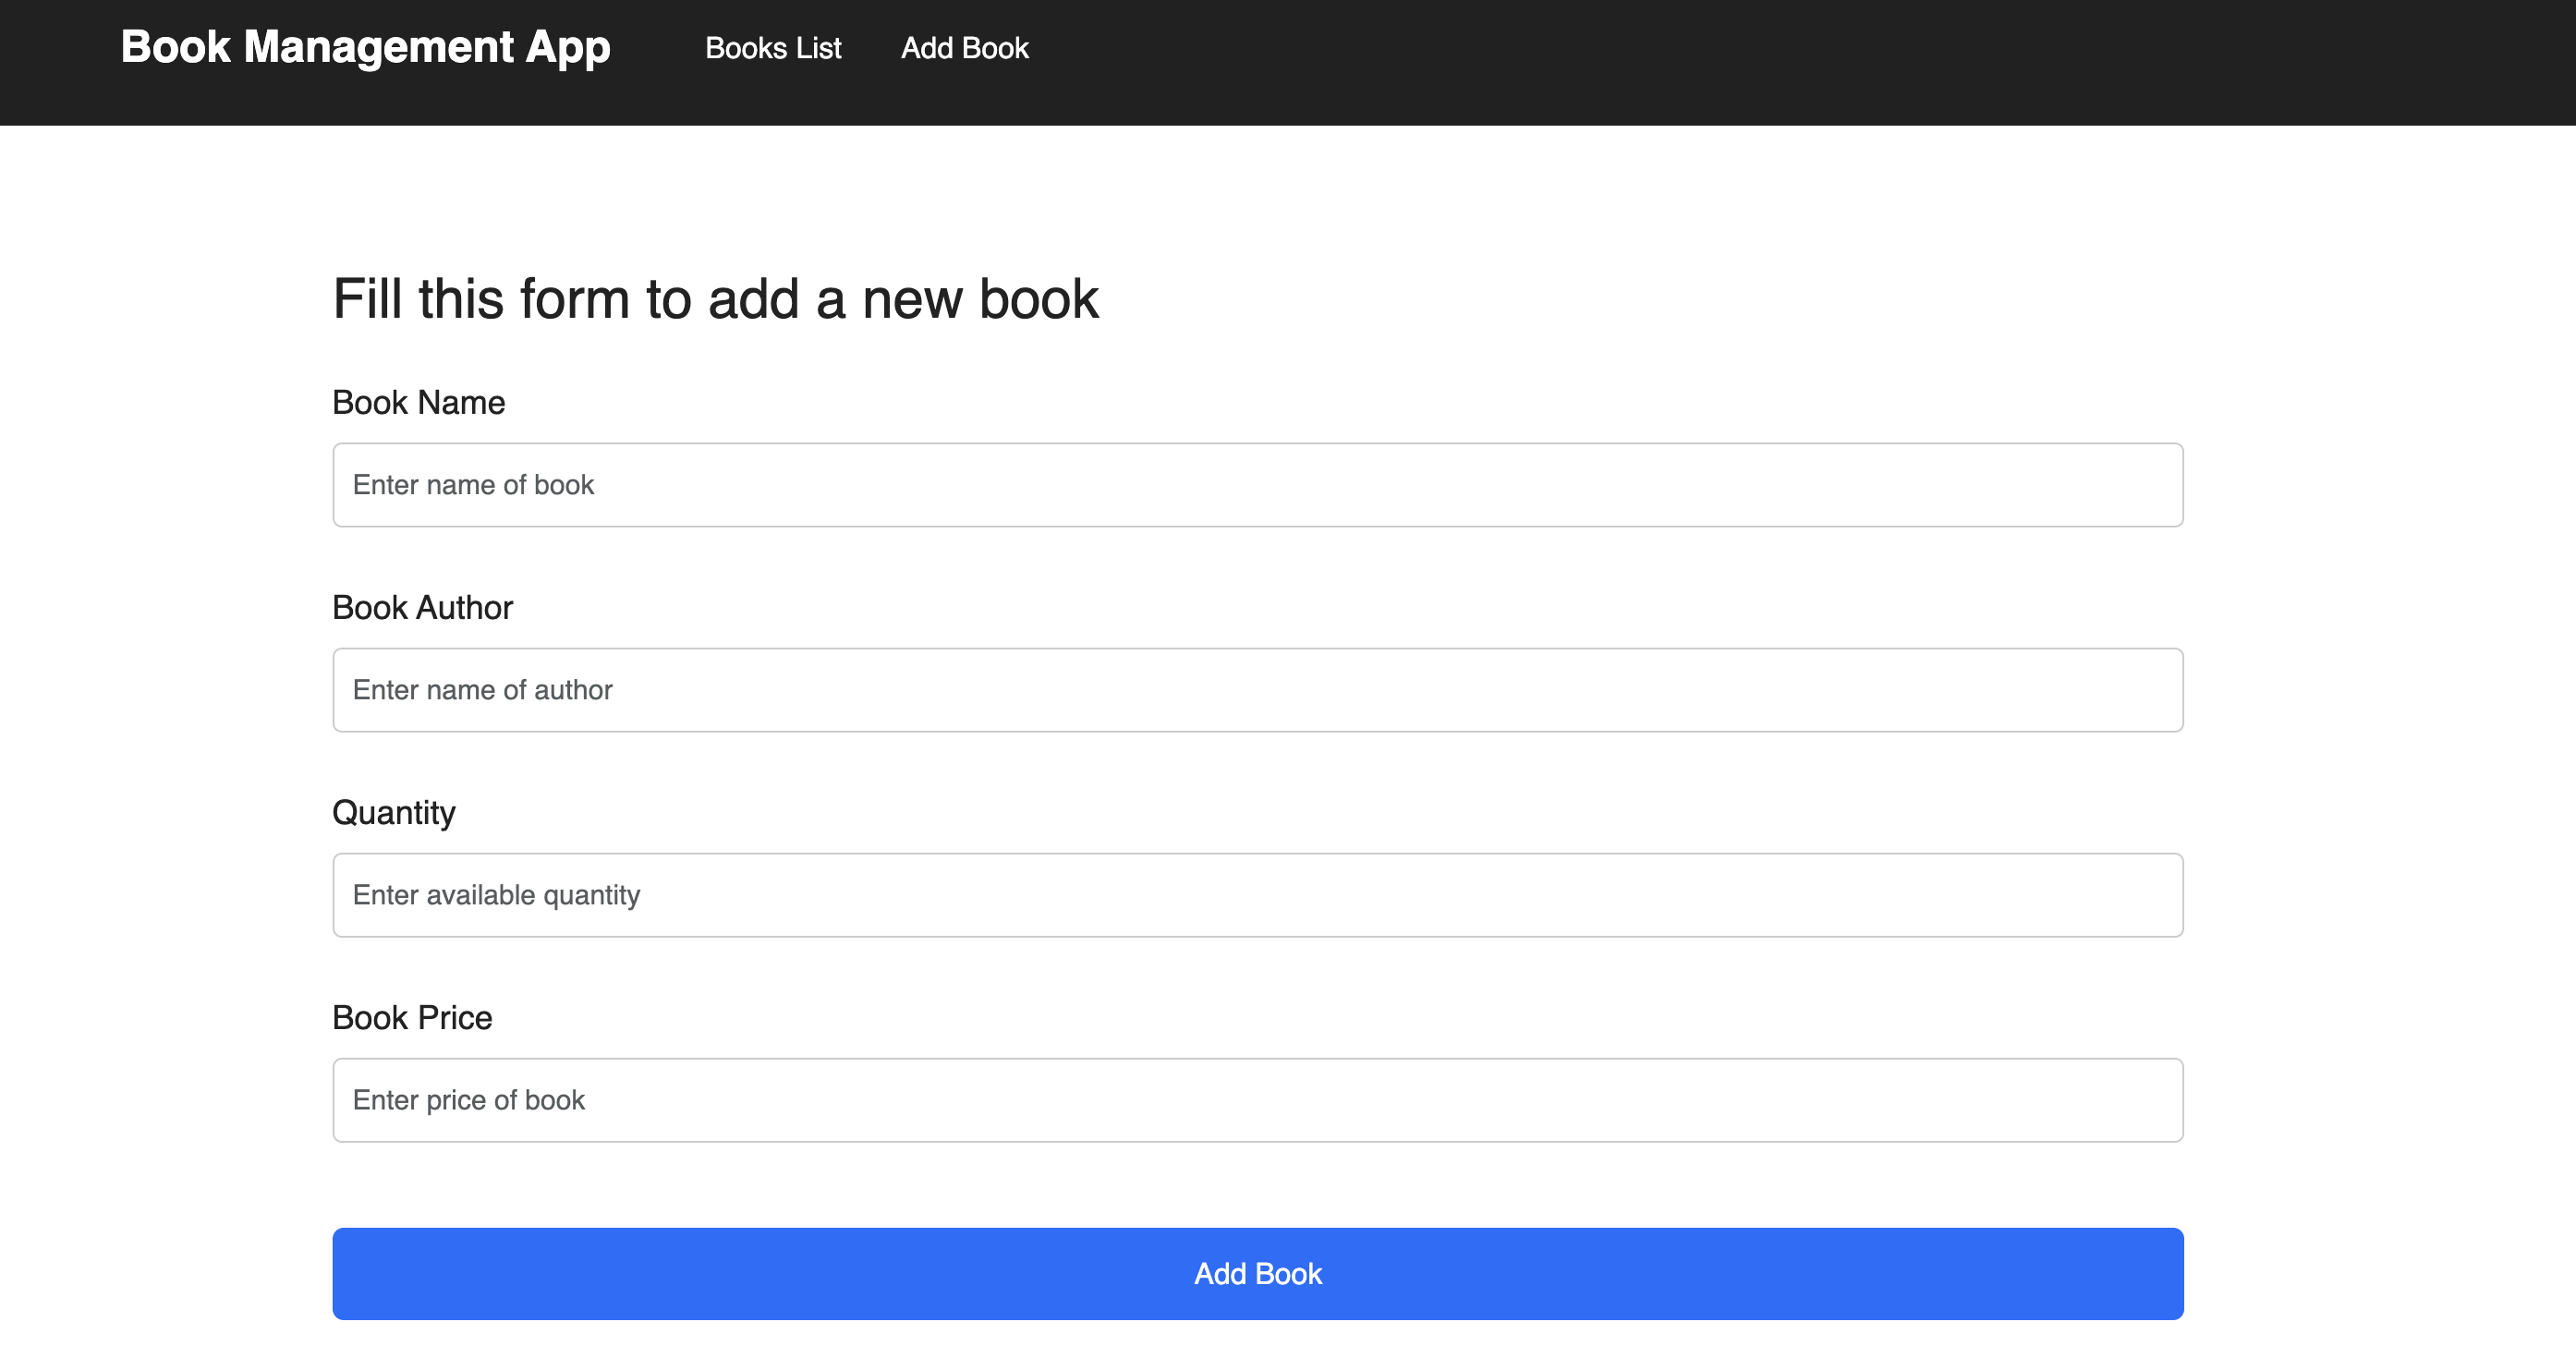 Book Management App Books List Add Book
Fill this form to add a new book
Book Name
Enter name of book
Book Author
Enter name of author
Quantity
Enter available quantity
Book Price
Enter price of book
Add Book